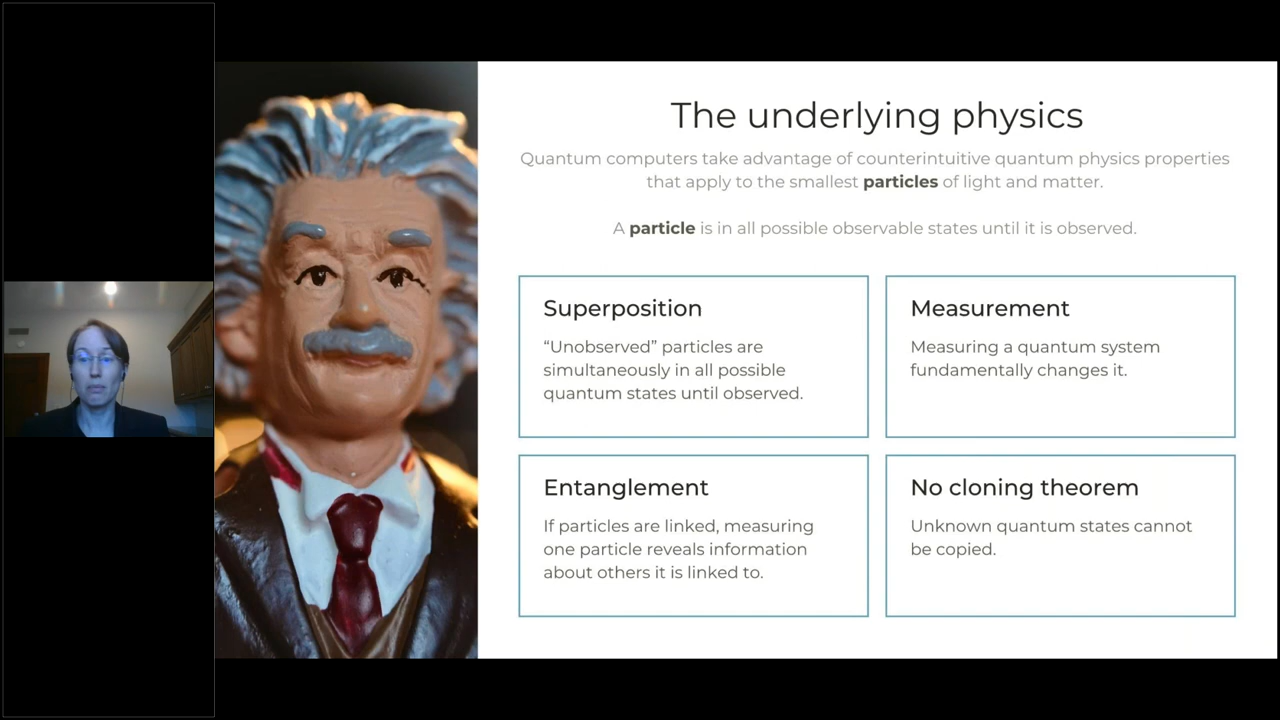 The underlying physics
Quantum computers take advantage of counterintuitive quantum physics properties
that apply to the smallest particles of light and matter.
A particle is in all possible observable states until it is observed.
Superposition
“Unobserved” particles are
simultaneously in all possible
quantum states until observed.
Measurement
Measuring a quantum system
fundamentally changes it.
Entanglement
If particles are linked, measuring
one particle reveals information
about others it is linked to.
No cloning theorem
Unknown quantum states cannot
be copied.